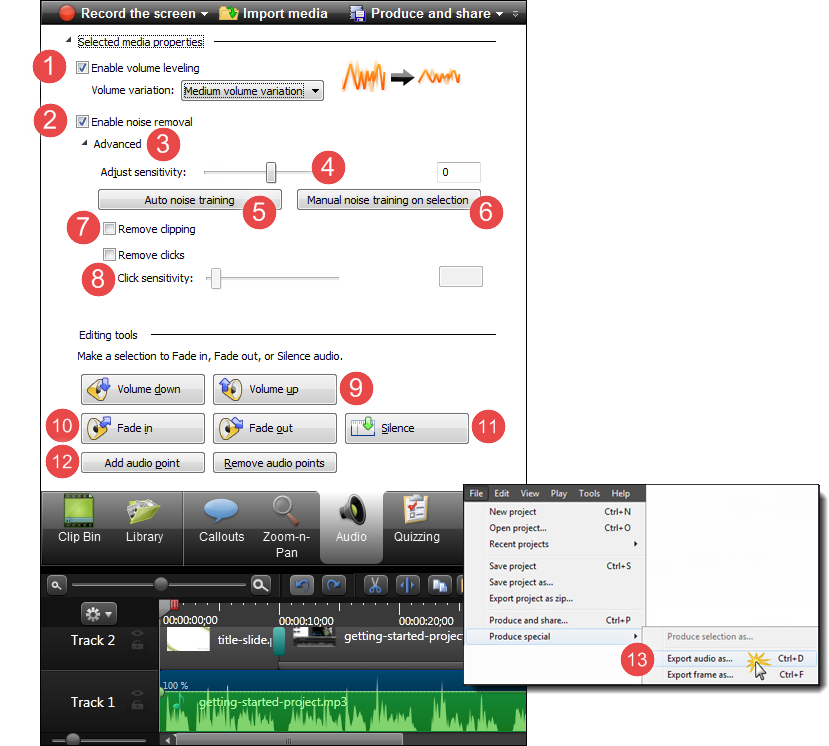 Record the screen Import media Produce and share
Selected media properties
1 Enable volume leveling
Volume variation: Medium volume variation
2 Enable noise removal
Advanced 3
Adjust sensitivity: 4 0
Auto noise training Manual noise training on selection
5 6
7 Remove clipping
Remove clicks
8 Click sensitivity:
Editing tools
Make a selection to Fade in, Fade out, or Silence audio.
Volume down Volume up 9
10 Fade in Fade out Silence 11
12 Add audio point Remove audio points
Clip Bin Library Callouts Zoom-n-Pan Audio Quizzing
00:00:00;00 00:00:10;00 00:00:20;00
Track 2 title-slide.p getting-started-project
100 %
Track 1 getting-started-project.mp3
File Edit View Play Tools Help
New project Ctrl+N
Open project... Ctrl+O
Recent projects
Save project Ctrl+S
Save project as...
Export project as zip...
Produce and share... Ctrl+P
Produce special Produce selection as...
13 Export audio as... Ctrl+D
Export frame as... Ctrl+F